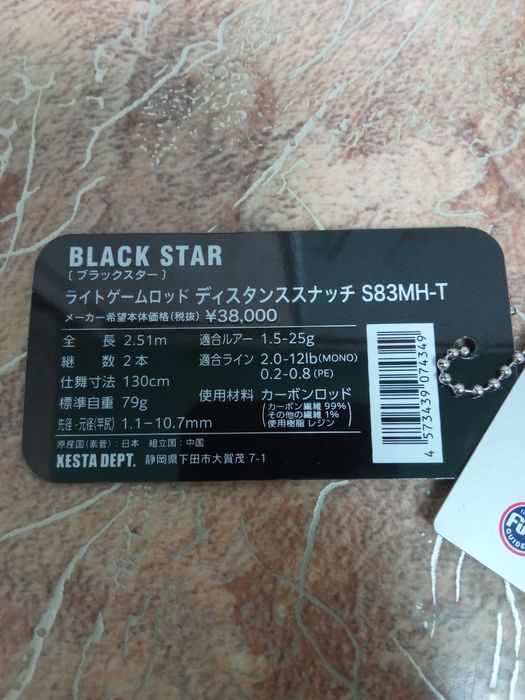 BLACK STAR
〔ブラックスター〕
ライトゲームロッド ディスタンススナッチ S83MH-T
メーカー希望本体価格(税抜) ¥38,000
全長 2.51m 適合ルアー 1.5-25g
継数 2本 適合ライン 2.0-12lb(MONO)
仕舞寸法 130cm 0.2-0.8(PE)
標準自重 79g 使用材料 カーボンロッド
先径-元径(竿尻) 1.1-10.7mm (カーボン繊維 99% その他の繊維 1% 使用樹脂 レジン)
原産国(素菅):日本 組立国:中国
XESTA DEPT. 静岡県下田市大賀茂 7-1
4 573439 074349
GUIDE